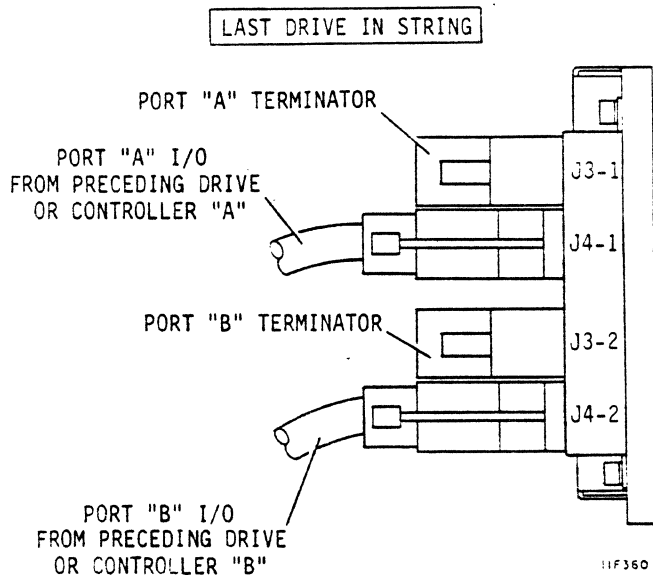 LAST DRIVE IN STRING
PORT "A" TERMINATOR
PORT "A" I/O
FROM PRECEDING DRIVE
OR CONTROLLER "A"
J3-1
J4-1
PORT "B" TERMINATOR
J3-2
J4-2
PORT "B" I/O
FROM PRECEDING DRIVE
OR CONTROLLER "B"
11F360